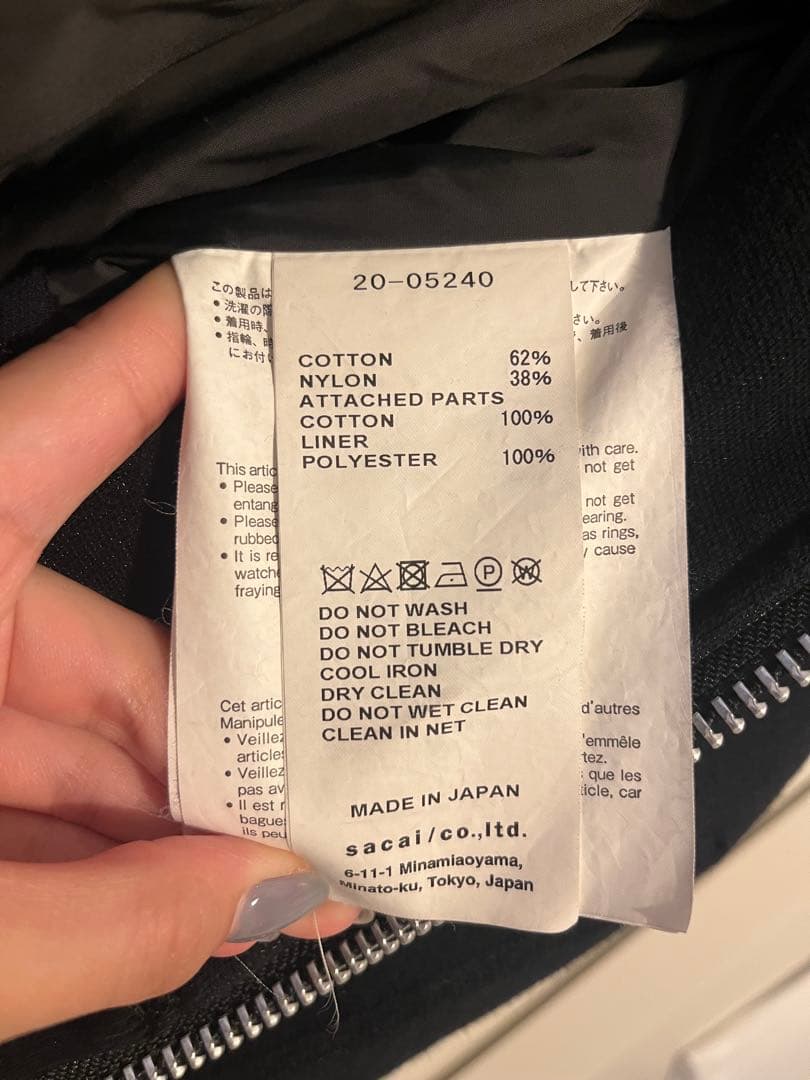 20-05240
COTTON 62%
NYLON 38%
ATTACHED PARTS
COTTON 100%
LINER
POLYESTER 100%
P
W
DO NOT WASH
DO NOT BLEACH
DO NOT TUMBLE DRY
COOL IRON
DRY CLEAN
DO NOT WET CLEAN
CLEAN IN NET
MADE IN JAPAN
sacai/co.,ltd.
6-11-1 Minamiaoyama,
Minato-ku, Tokyo, Japan
この製品は
• 洗濯の際
• 着用時、
• 指輪、時
にお付
して下さい。
さい。
、着用後
This artic
• Please
entang
• Please
rubbed
• It is re
watche
fraying
with care.
not get
not get
earing.
as rings,
cause
Cet artic
Manipule
• Veillez
article
• Veillez
pas av
• Il est r
bague
ils peu
d'autres
'emmêle
tez.
que les
ticle, car